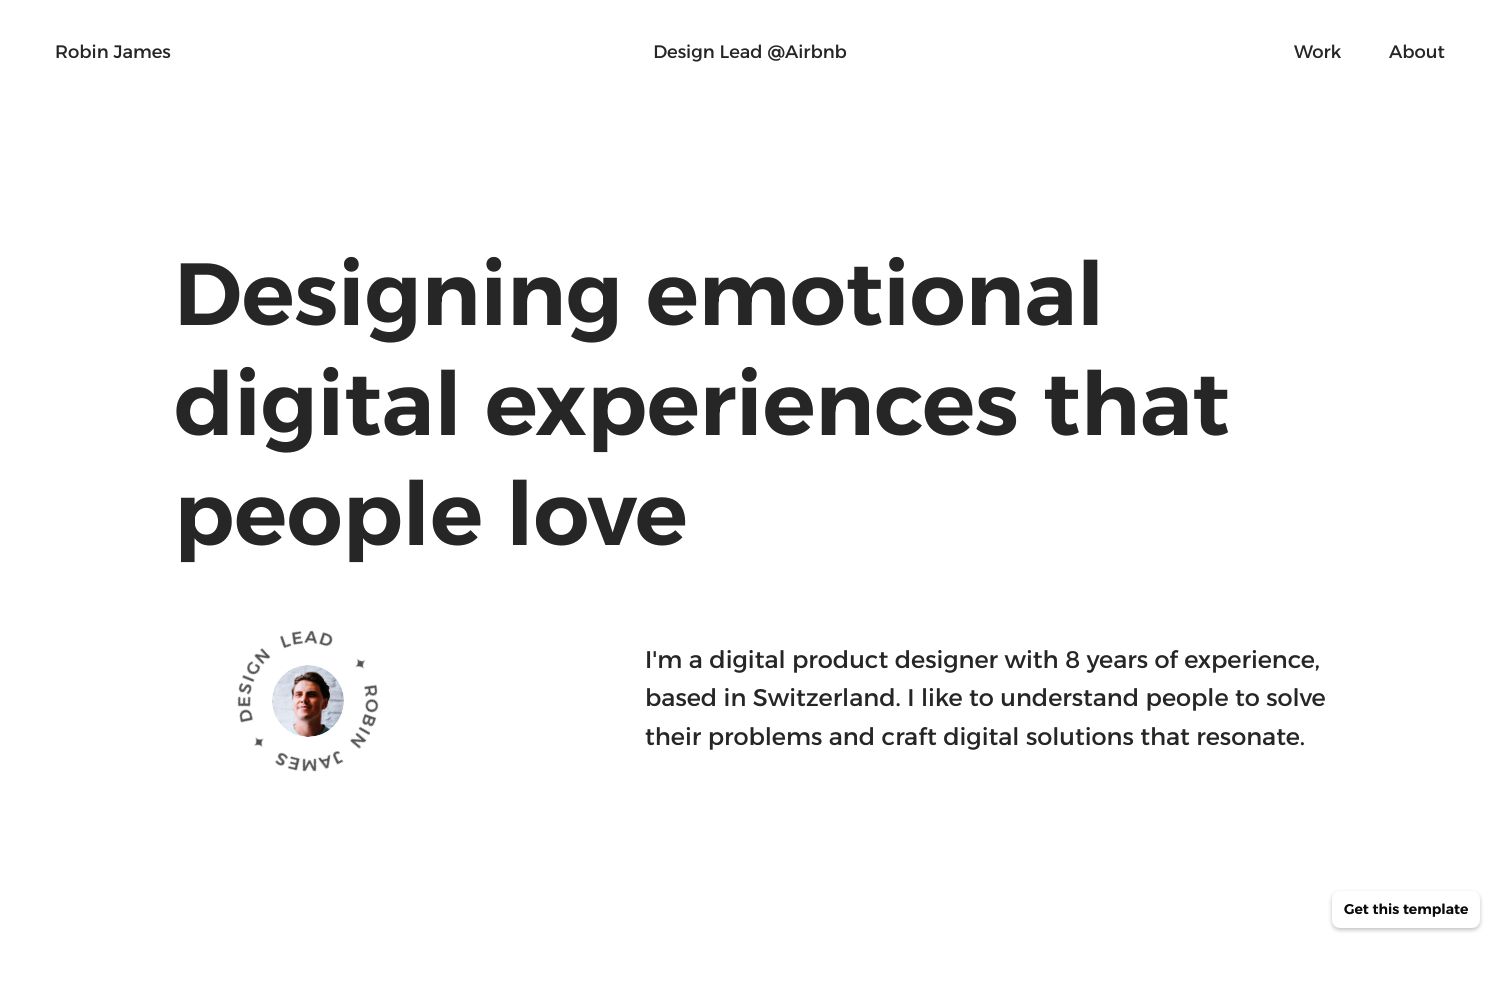 Robin James
Design Lead @Airbnb
Work
About
Designing emotional
digital experiences that
people love
DESIGN LEAD ✦ ROBIN JAMES ✦
I'm a digital product designer with 8 years of experience,
based in Switzerland. I like to understand people to solve
their problems and craft digital solutions that resonate.
Get this template